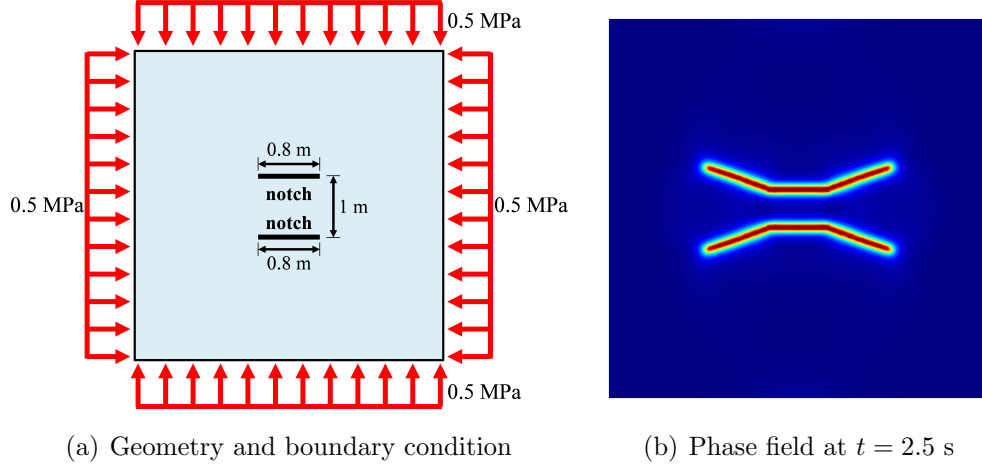 0.5 MPa
0.8 m
notch
0.5 MPa
1 m
0.5 MPa
notch
0.8 m
0.5 MPa
(a) Geometry and boundary condition
(b) Phase field at t = 2.5 s